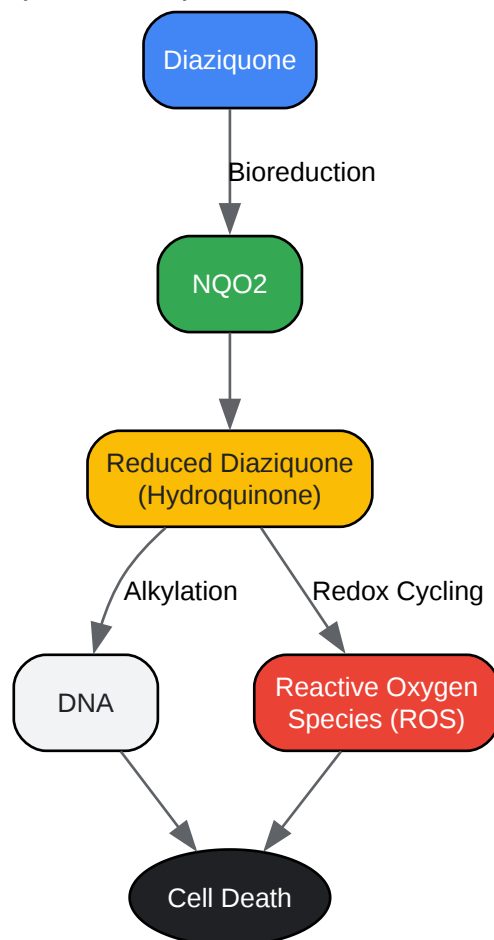 Diaziquone
Bioreduction
NQO2
Reduced Diaziquone
(Hydroquinone)
Alkylation
Redox Cycling
DNA
Reactive Oxygen
Species (ROS)
Cell Death